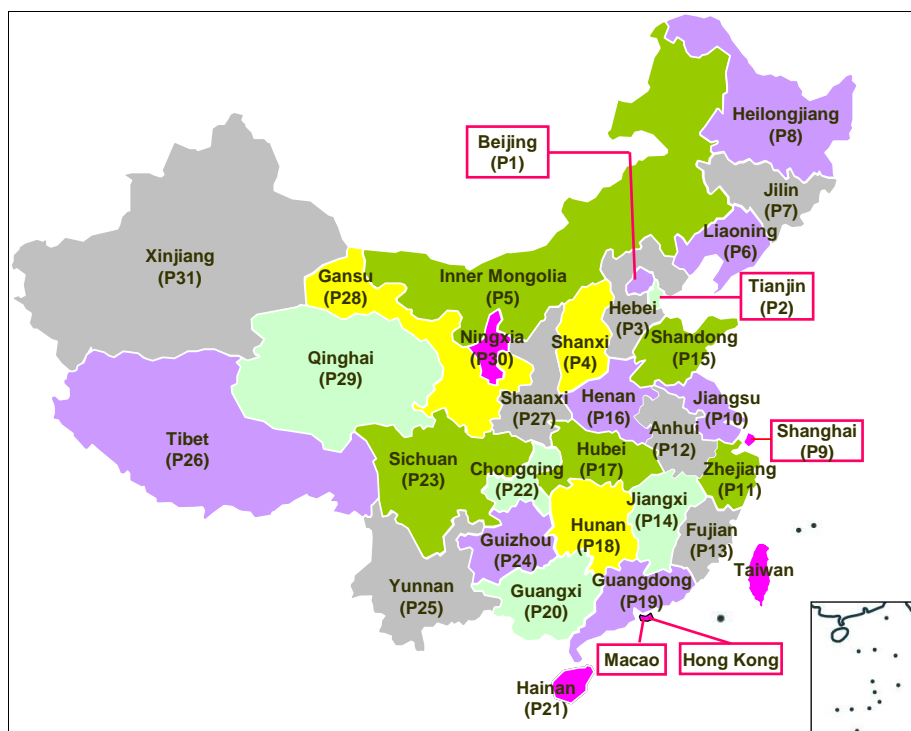 Heilongjiang
(P8)
Beijing
(P1)
Jilin
(P7)
Liaoning
(P6)
Xinjiang
(P31)
Gansu
(P28)
Inner Mongolia
(P5)
Tianjin
(P2)
Hebei
(P3)
Ningxia
(P30)
Shanxi
(P4)
Shandong
(P15)
Qinghai
(P29)
Shaanxi
(P27)
Henan
(P16)
Jiangsu
(P10)
Anhui
(P12)
Shanghai
(P9)
Tibet
(P26)
Sichuan
(P23)
Chongqing
(P22)
Hubei
(P17)
Zhejiang
(P11)
Jiangxi
(P14)
Hunan
(P18)
Fujian
(P13)
Guizhou
(P24)
Taiwan
Yunnan
(P25)
Guangxi
(P20)
Guangdong
(P19)
Macao
Hong Kong
Hainan
(P21)